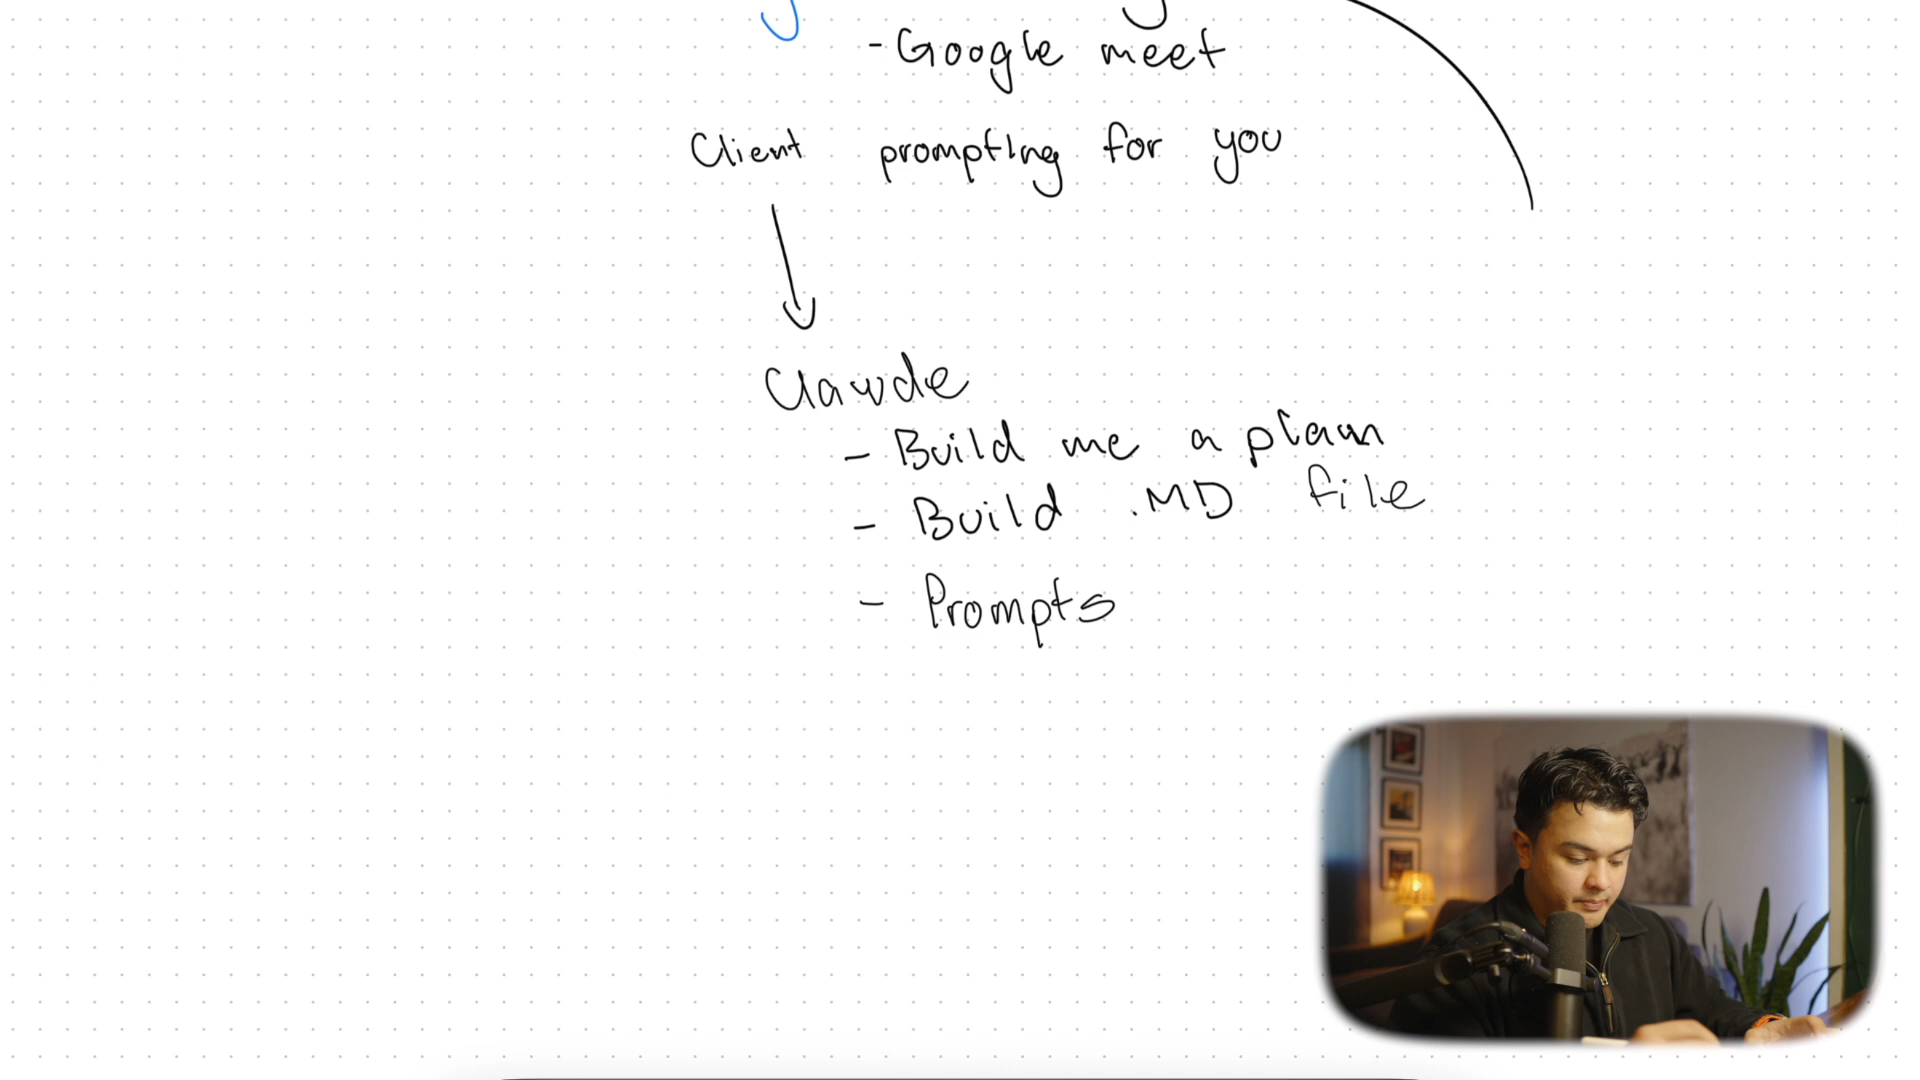 - Google meet
Client prompting for you
Claude
- Build me a plan
- Build .MD file
- Prompts